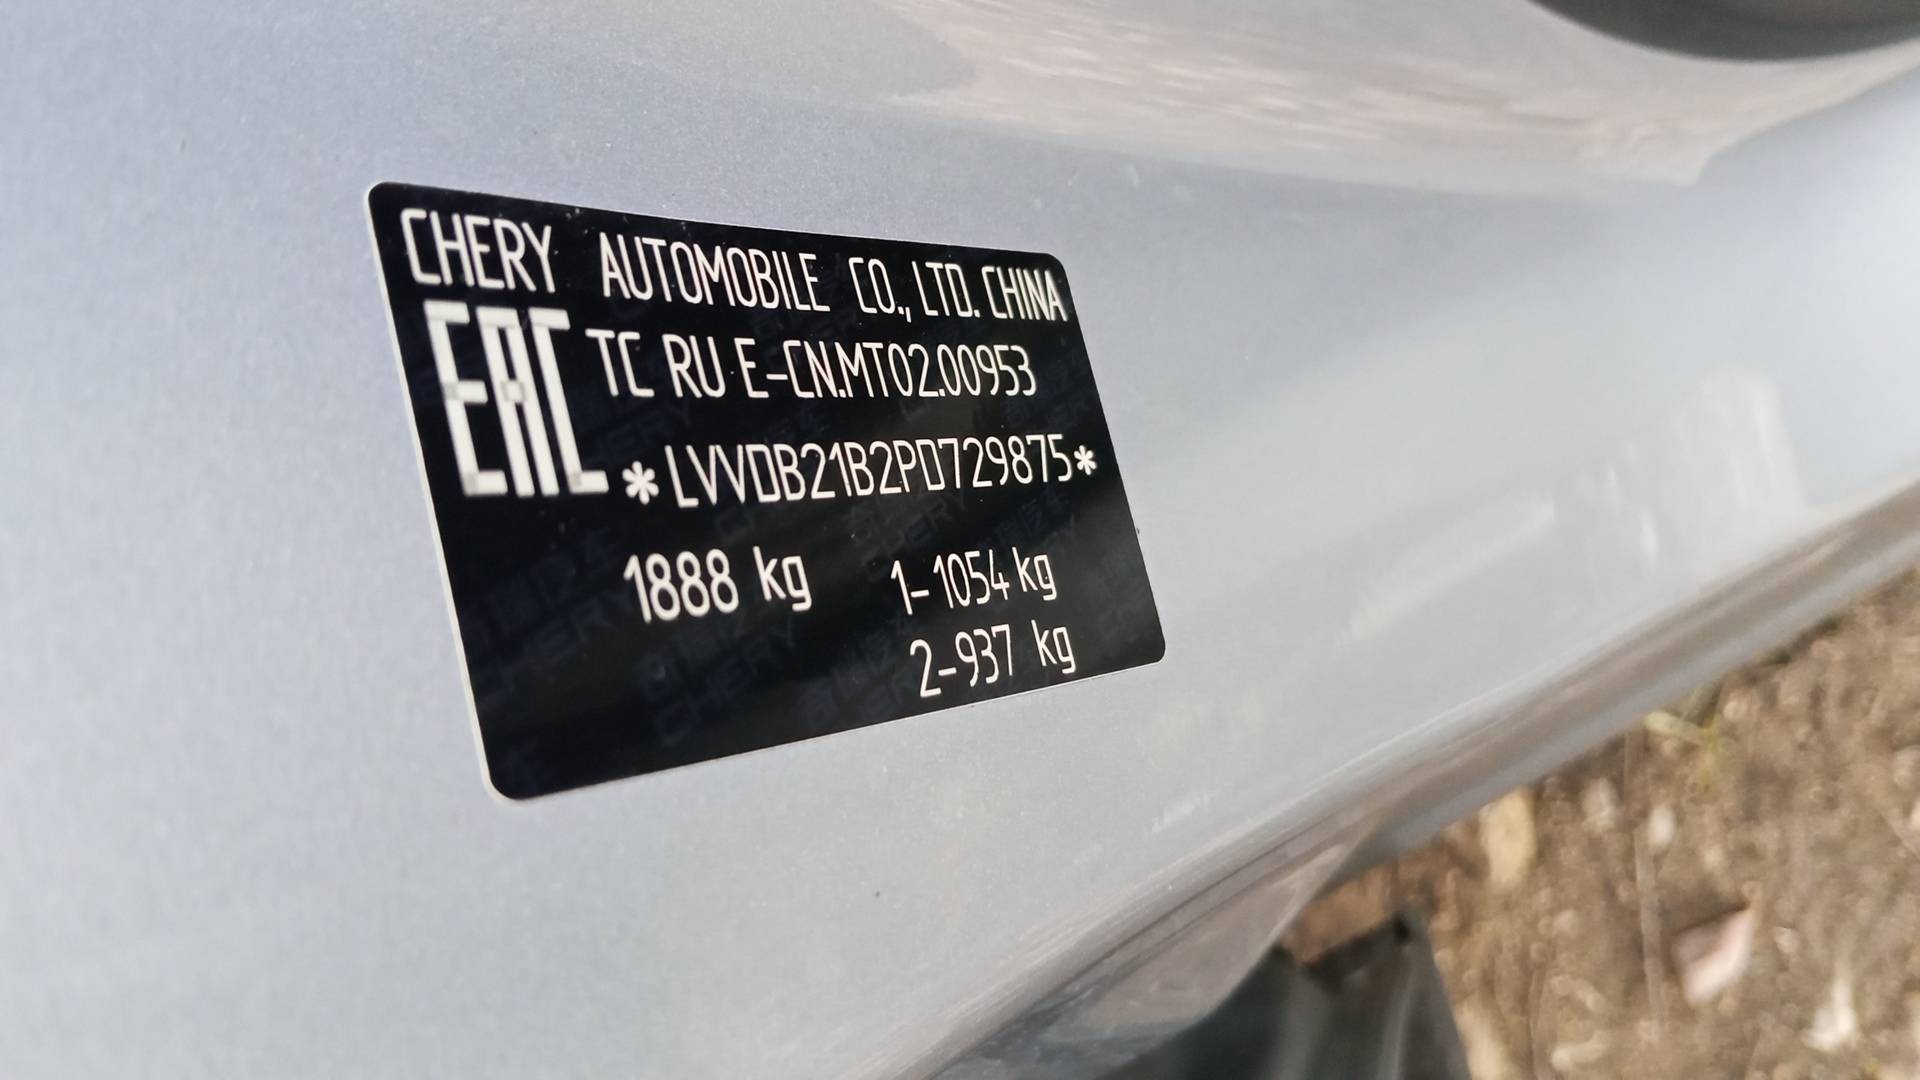 CHERY AUTOMOBILE CO., LTD. CHINA
EAC TC RU E-CN.MT02.00953
*LVVDB21B2PD729875*
1888 kg 1-1054 kg
2-937 kg